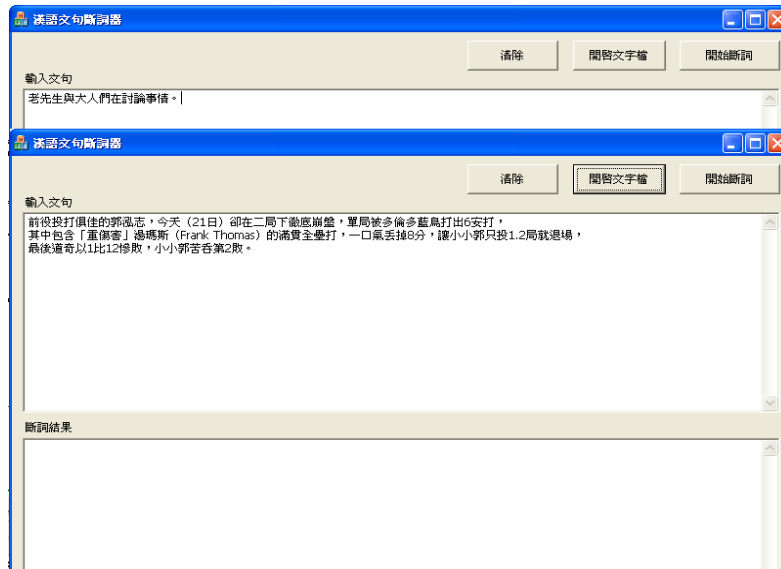 漢語文句斷詞器
清除 開啓文字檔 開始斷詞
輸入文句
老先生與大人們在討論事情。
漢語文句斷詞器
清除 開啓文字檔 開始斷詞
輸入文句
前役投打俱佳的郭泓志，今天（21日）卻在二局下徹底崩盤，單局被多倫多藍鳥打出6安打，
其中包含「重傷害」湯瑪斯（Frank Thomas）的滿貫全壘打，一口氣丟掉8分，讓小小郭只投1.2局就退場，
最後道奇以1比12慘敗，小小郭苦吞第2敗。
斷詞結果